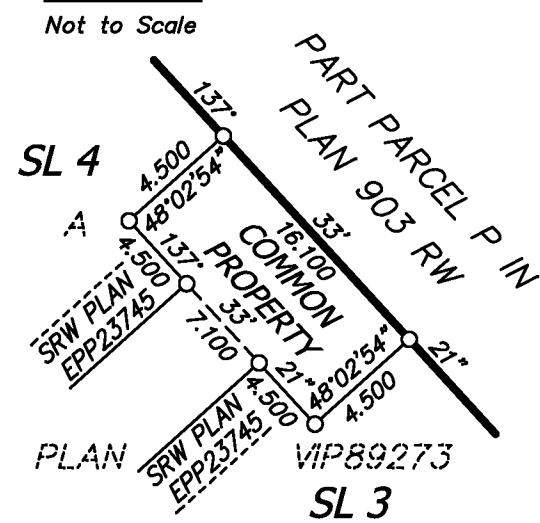 Not to Scale
137°
PART PARCEL P IN
PLAN 903 RW
SL 4
4.500
48°02'54"
A
33'
16.100
COMMON
PROPERTY
4.500
137°
SRW PLAN
EPP23745
33'
7.100
21"
48°02'54"
4.500
21"
4.500
SRW PLAN
EPP23745
PLAN
VIP89273
SL 3